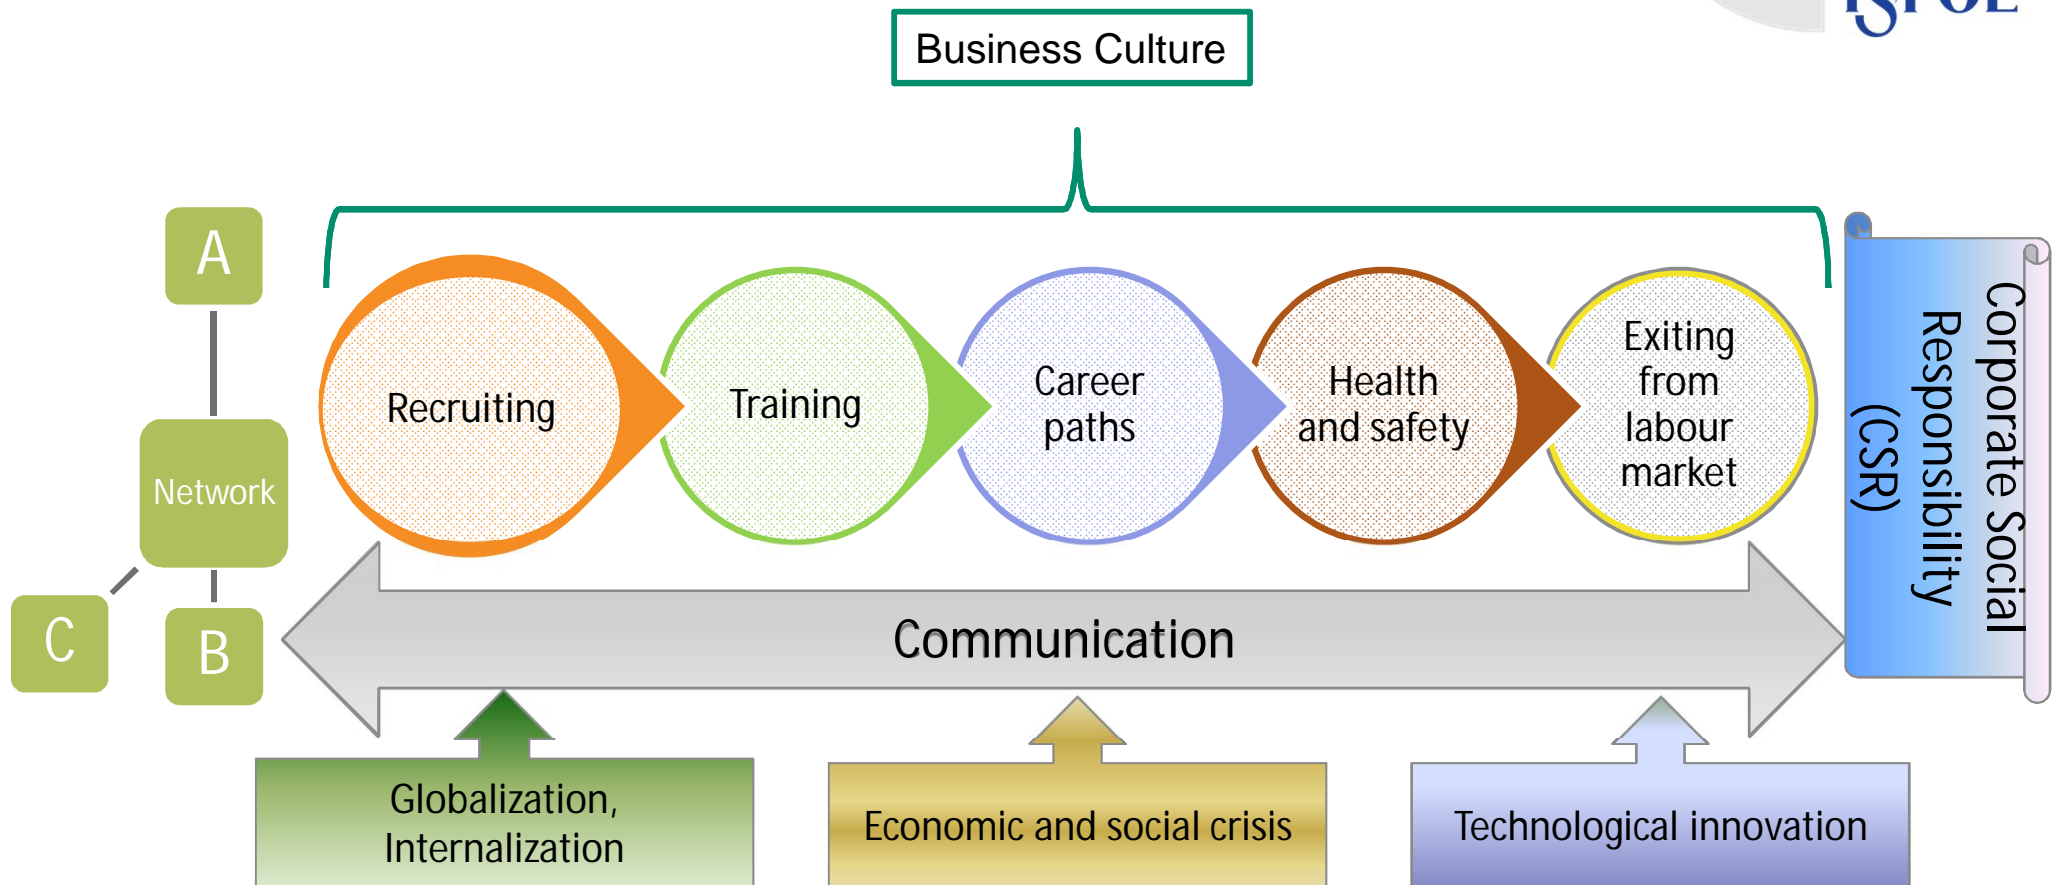 Business Culture
A
Network
C
B
Recruiting
Training
Career
paths
Health
and safety
Exiting
from
labour
market
Corporate Social
Responsibility
(CSR)
Communication
Globalization,
Internalization
Economic and social crisis
Technological innovation